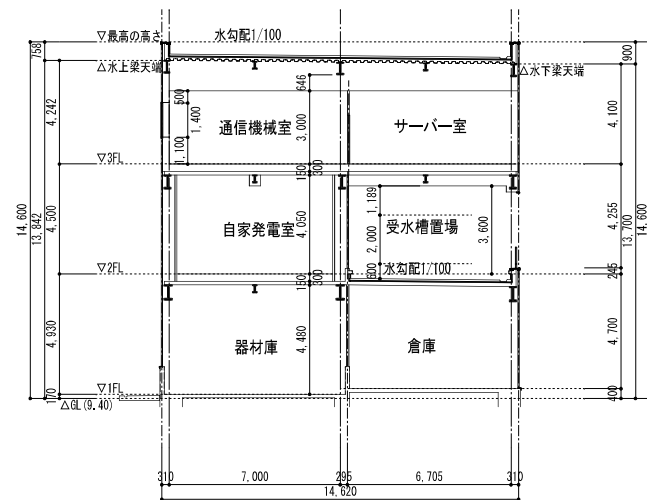 ▽最高の高さ
水勾配1/100
758
900
△水上梁天端
△水下梁天端
646
500
4,242
1,400
通信機械室
3,000
サーバー室
4,100
1,100
▽3FL
150
300
14,600
13,842
4,500
自家発電室
4,050
1,189
2,000
受水槽置場
3,600
4,255
13,700
14,600
600
水勾配1/100
▽2FL
150
300
245
4,930
器材庫
4,480
倉庫
4,700
▽1FL
170
400
△GL(9.40)
310
7,000
295
6,705
310
14,620